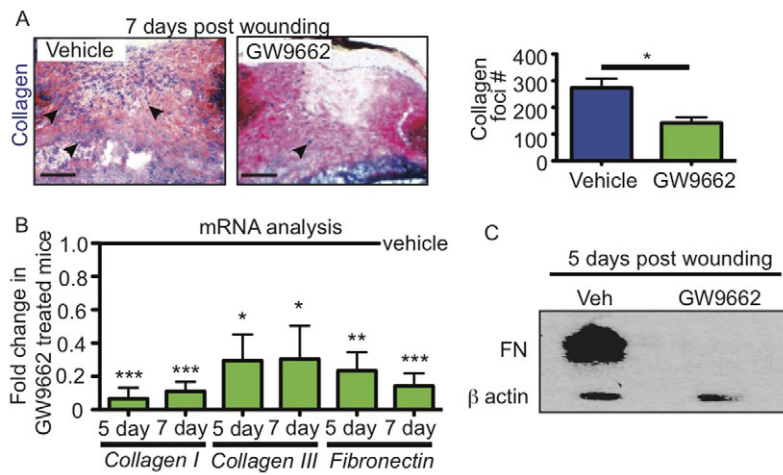 A
7 days post wounding
Vehicle
GW9662
Collagen
Collagen
foci #
400
300
200
100
0
*
Vehicle
GW9662
B
mRNA analysis
vehicle
Fold change in
GW9662 treated mice
1.0
0.8
0.6
0.4
0.2
0
***
***
*
*
**
***
5 day
7 day
5 day
7 day
5 day
7 day
Collagen I
Collagen III
Fibronectin
C
5 days post wounding
Veh
GW9662
FN
β actin